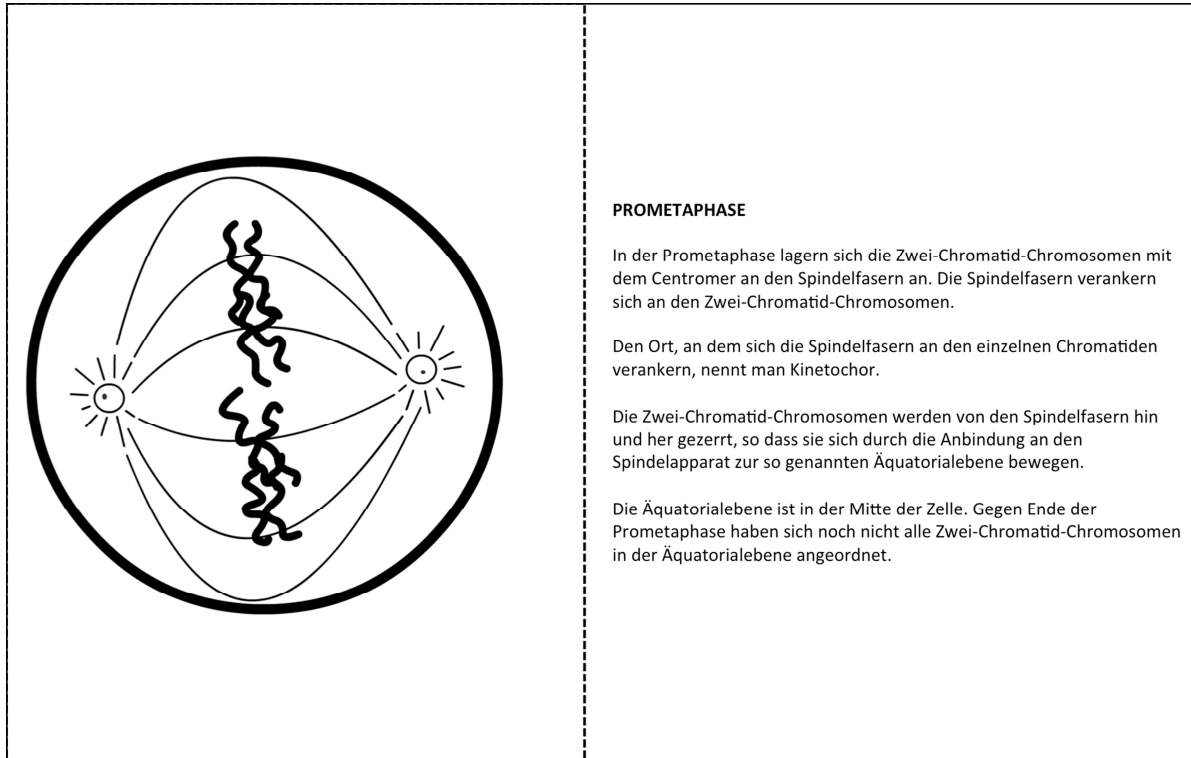 PROMETAPHASE
In der Prometaphase lagern sich die Zwei-Chromatid-Chromosomen mit
dem Centromer an den Spindelfasern an. Die Spindelfasern verankern
sich an den Zwei-Chromatid-Chromosomen.
Den Ort, an dem sich die Spindelfasern an den einzelnen Chromatiden
verankern, nennt man Kinetochor.
Die Zwei-Chromatid-Chromosomen werden von den Spindelfasern hin
und her gezerrt, so dass sie sich durch die Anbindung an den
Spindelapparat zur so genannten Äquatorialebene bewegen.
Die Äquatorialebene ist in der Mitte der Zelle. Gegen Ende der
Prometaphase haben sich noch nicht alle Zwei-Chromatid-Chromosomen
in der Äquatorialebene angeordnet.